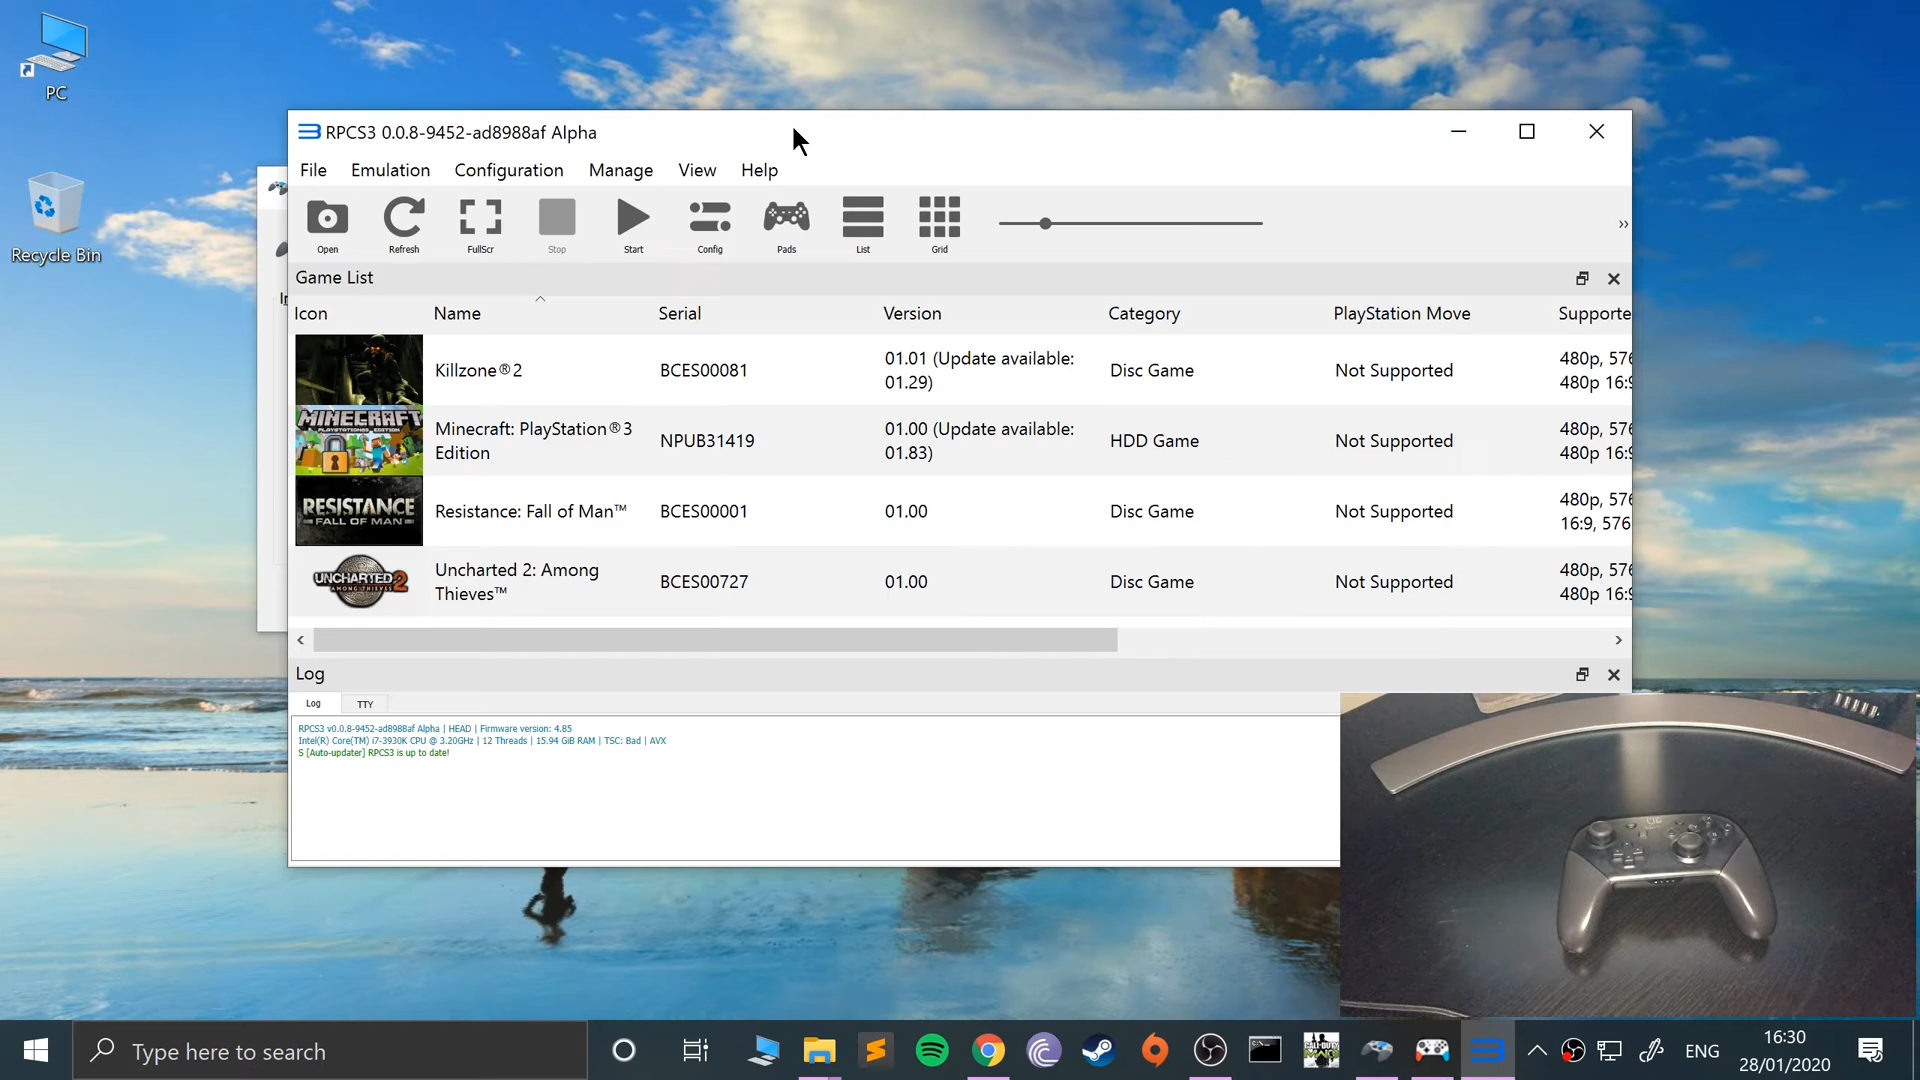 PC
Recycle Bin
RPCS3 0.0.8-9452-ad8988af Alpha
File Emulation Configuration Manage View Help
Open Refresh FullScr Stop Start Config Pads List Grid
»
Game List
Icon Name Serial Version Category PlayStation Move Supporte
Killzone®2 BCES00081 01.01 (Update available: 01.29) Disc Game Not Supported 480p, 576
480p 16:9
MINECRAFT
Minecraft: PlayStation®3 Edition NPUB31419 01.00 (Update available: 01.83) HDD Game Not Supported 480p, 576
480p 16:9
RESISTANCE
FALL OF MAN
Resistance: Fall of Man™ BCES00001 01.00 Disc Game Not Supported 480p, 576
16:9, 576
UNCHARTED 2
AMONG THIEVES
Uncharted 2: Among Thieves™ BCES00727 01.00 Disc Game Not Supported 480p, 576
480p 16:9
Log
Log TTY
RPCS3 v0.0.8-9452-ad8988af Alpha | HEAD | Firmware version: 4.85
Intel(R) Core(TM) i7-3930K CPU @ 3.20GHz | 12 Threads | 15.94 GiB RAM | TSC: Bad | AVX
S [Auto-updater] RPCS3 is up to date!
Type here to search
ENG
16:30
28/01/2020